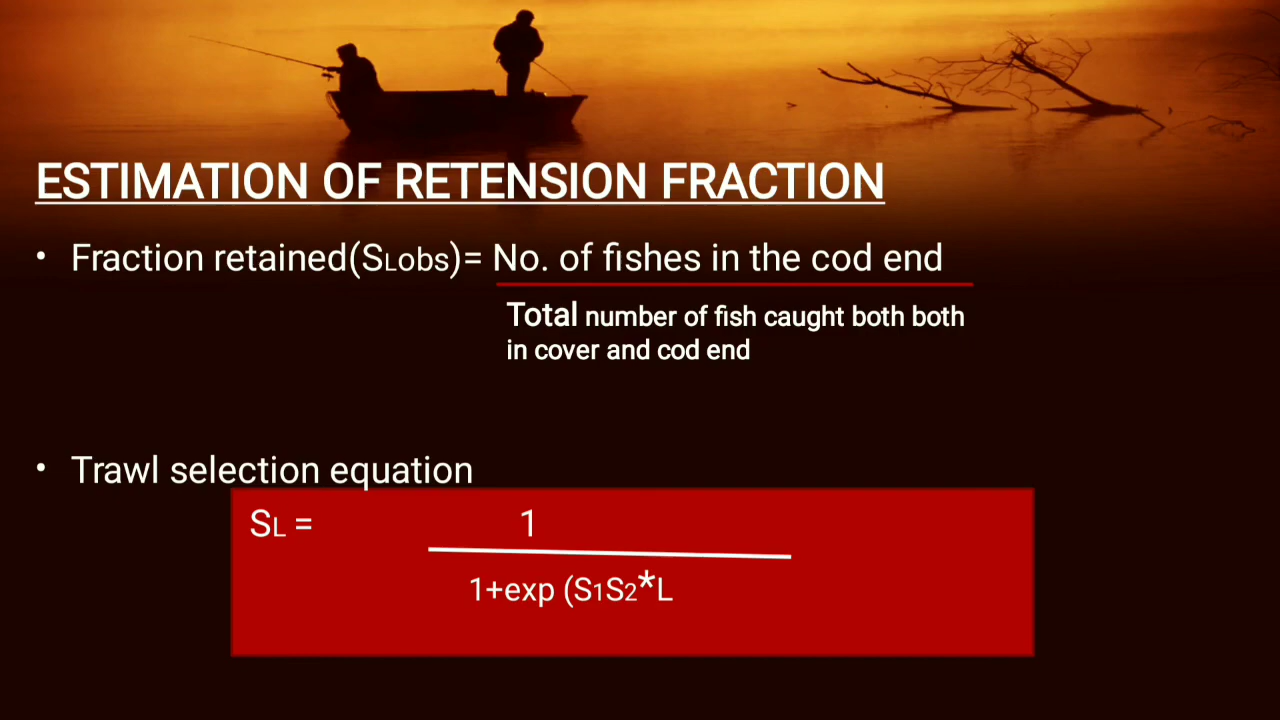 ESTIMATION OF RETENSION FRACTION
• Fraction retained(SLobs)= No. of fishes in the cod end
Total number of fish caught both both
in cover and cod end
• Trawl selection equation
SL = 1
1+exp (S1S2*L